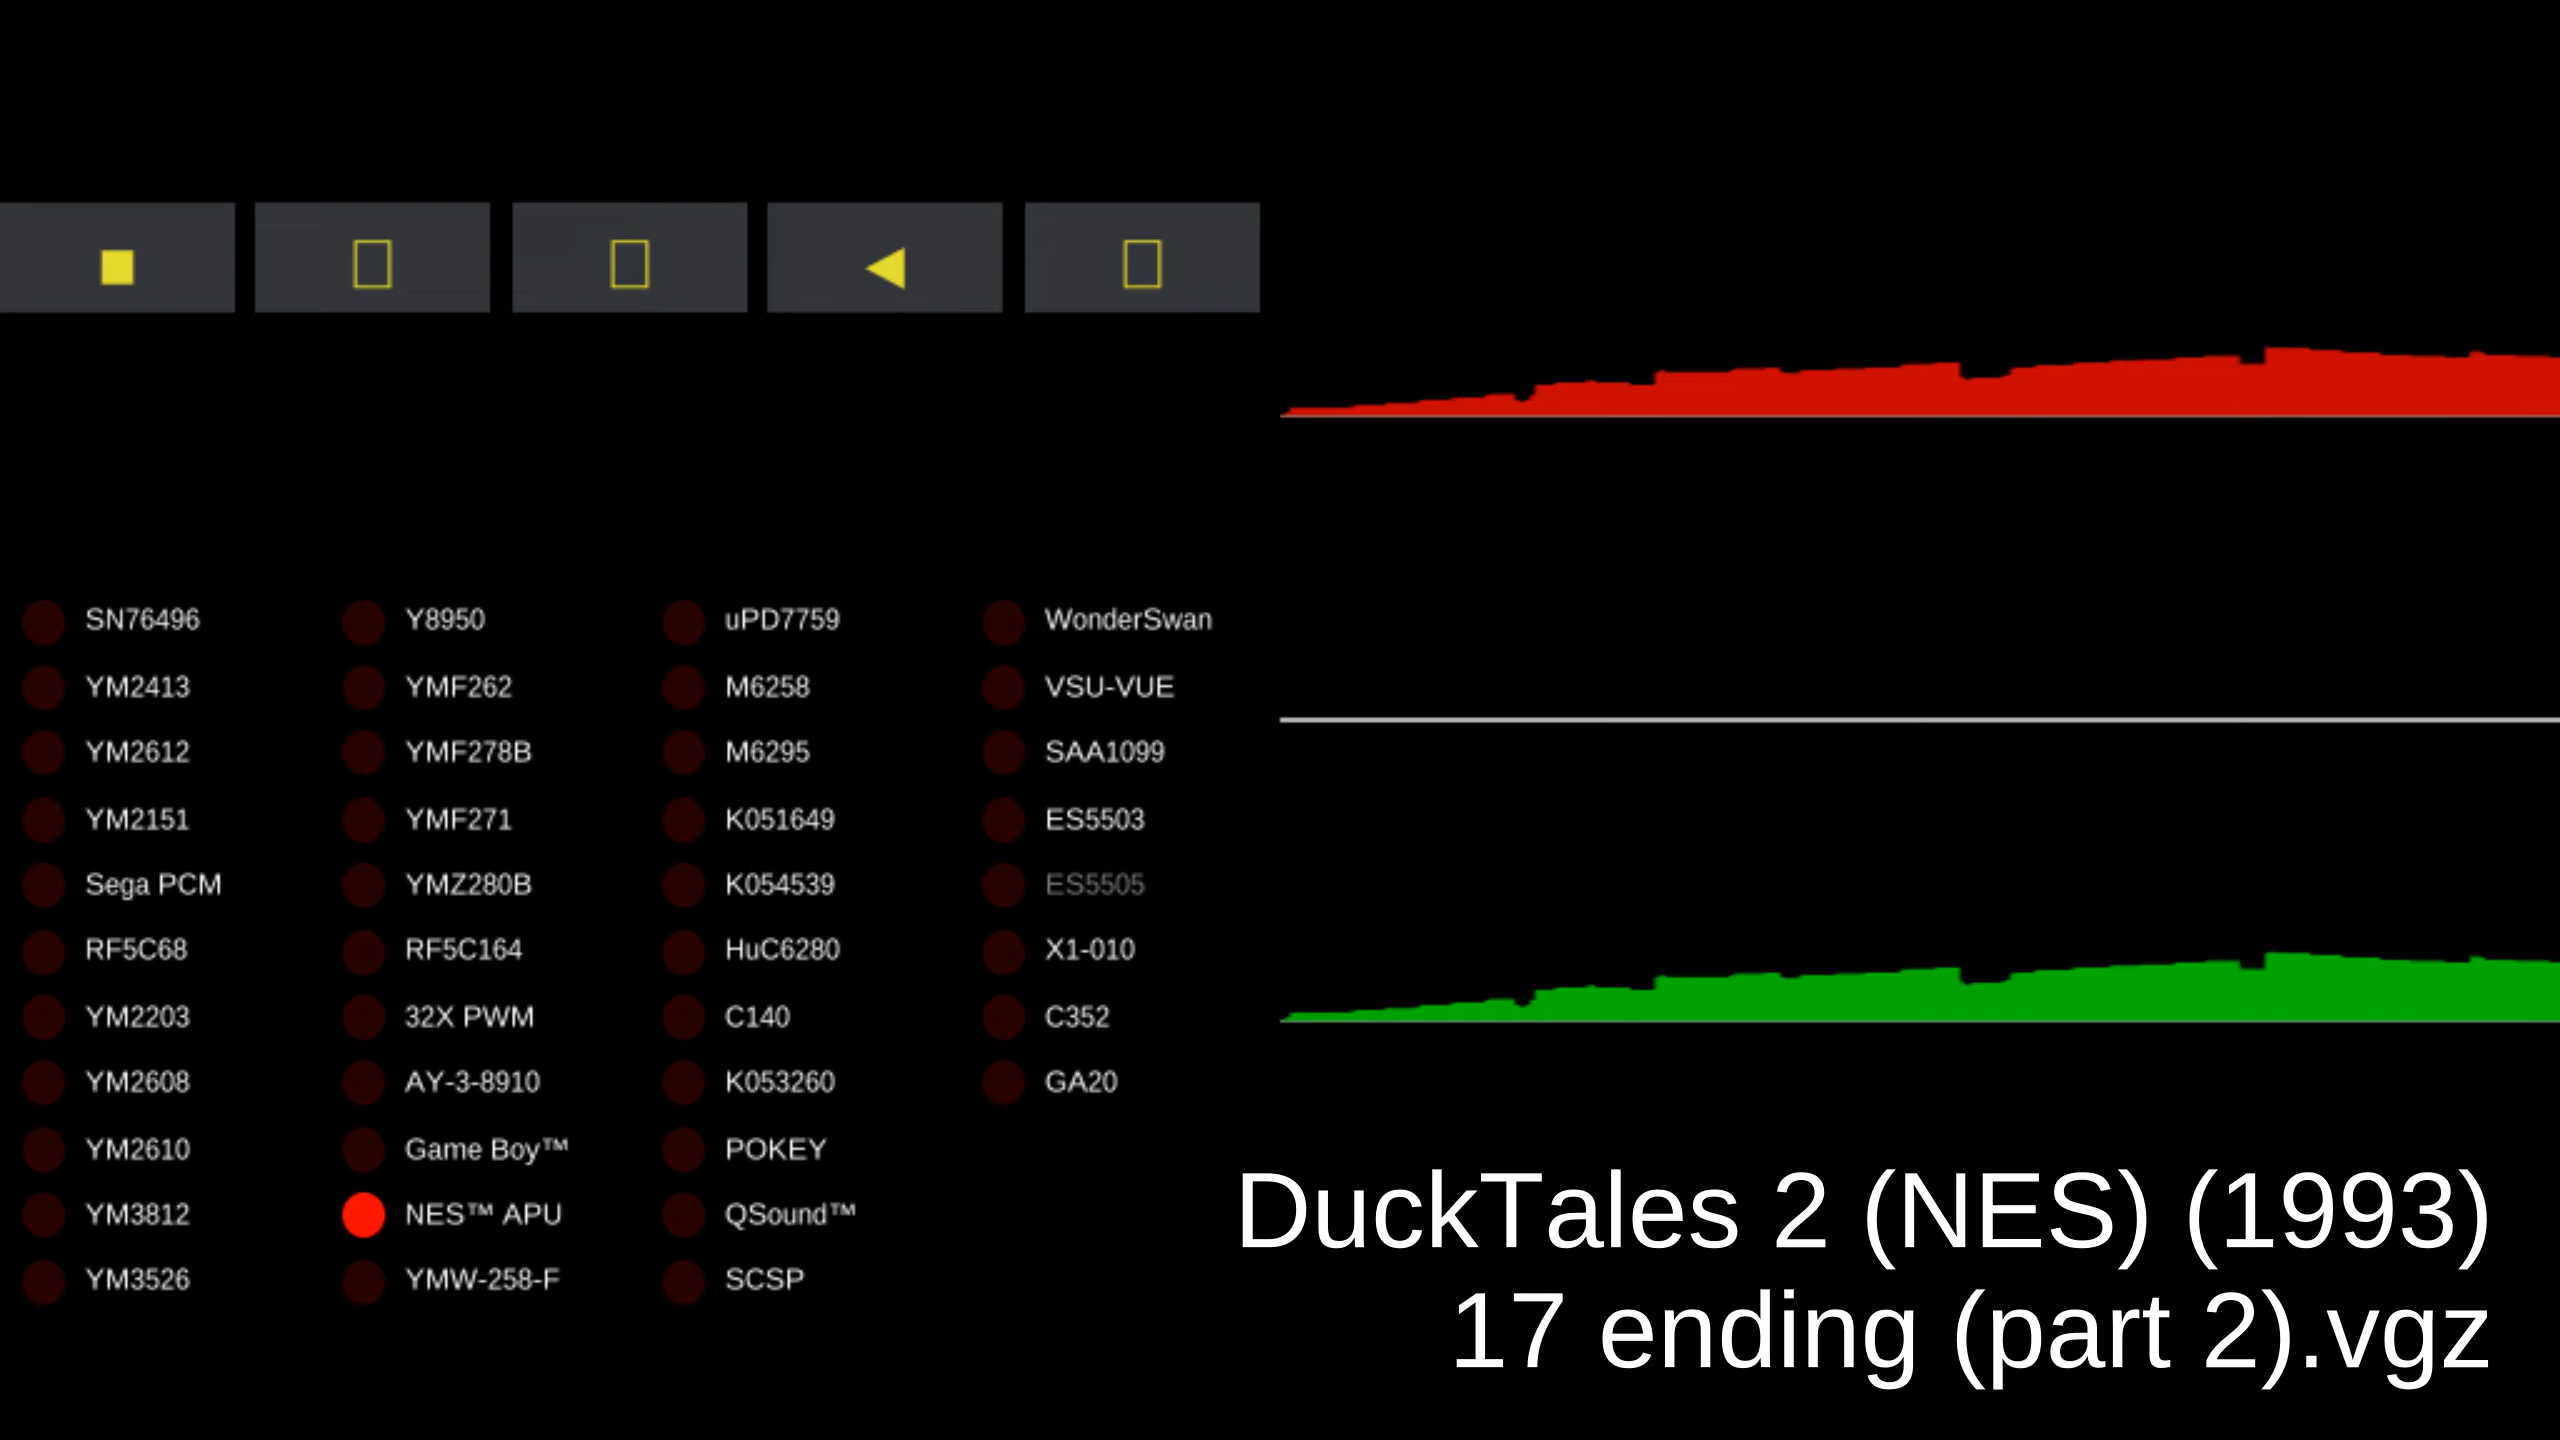 SN76496
YM2413
YM2612
YM2151
Sega PCM
RF5C68
YM2203
YM2608
YM2610
YM3812
YM3526
Y8950
YMF262
YMF278B
YMF271
YMZ280B
RF5C164
32X PWM
AY-3-8910
Game Boy™
NES™ APU
YMW-258-F
uPD7759
M6258
M6295
K051649
K054539
HuC6280
C140
K053260
POKEY
QSound™
SCSP
WonderSwan
VSU-VUE
SAA1099
ES5503
ES5505
X1-010
C352
GA20
DuckTales 2 (NES) (1993)
17 ending (part 2).vgz